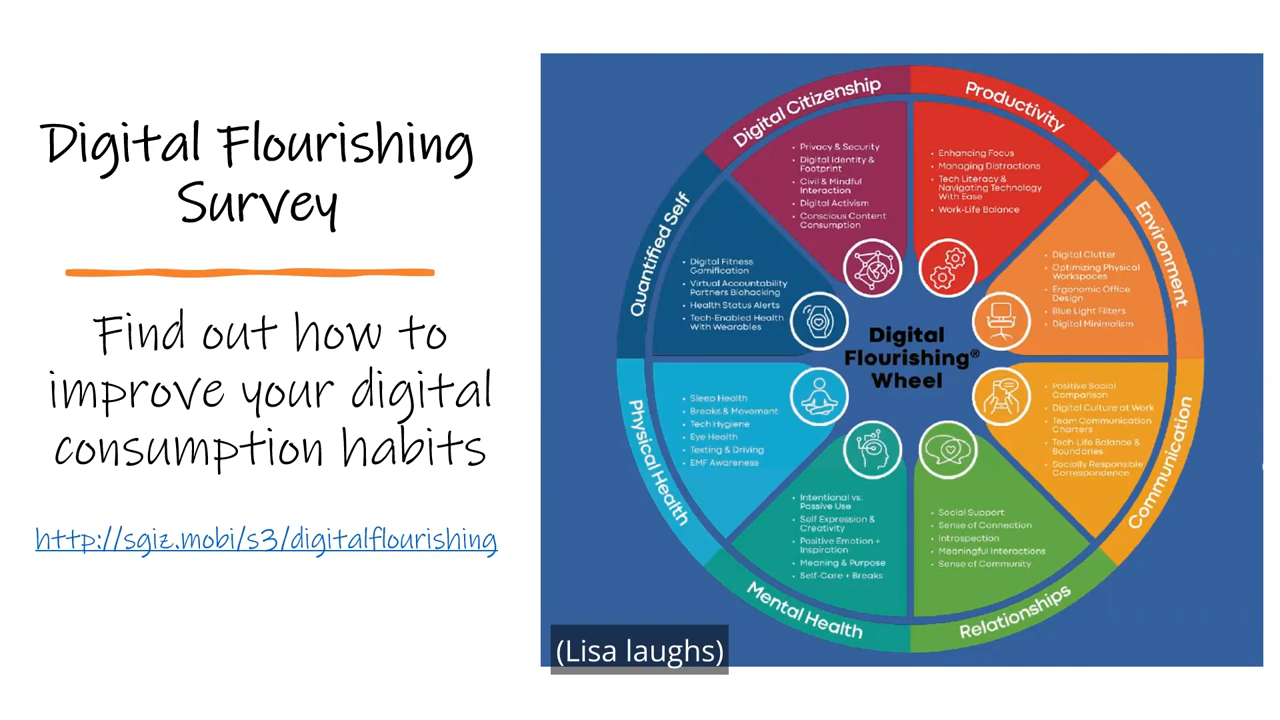 Digital Flourishing
Survey
Find out how to
improve your digital
consumption habits
http://sgiz.mobi/s3/digitalflourishing
Digital Citizenship
• Privacy & Security
• Digital Identity &
Footprint
• Civil & Mindful
Interaction
• Digital Activism
• Conscious Content
Consumption
Productivity
• Enhancing Focus
• Managing Distractions
• Tech Literacy &
Navigating Technology
With Ease
• Work-Life Balance
Environment
• Digital Clutter
• Optimizing Physical
Workspaces
• Ergonomic Office
Design
• Blue Light Filters
• Digital Minimalism
Communication
• Positive Social
Comparison
• Digital Culture at Work
• Team Communication
Charters
• Tech-Life Balance &
Boundaries
• Socially Responsible
Correspondence
Relationships
• Social Support
• Sense of Connection
• Introspection
• Meaningful Interactions
• Sense of Community
Mental Health
• Intentional vs.
Passive Use
• Self Expression &
Creativity
• Positive Emotion +
Inspiration
• Meaning & Purpose
• Self-Care + Breaks
Physical Health
• Sleep Health
• Breaks & Movement
• Tech Hygiene
• Eye Health
• Texting & Driving
• EMF Awareness
Quantified Self
• Digital Fitness
Gamification
• Virtual Accountability
Partners Biohacking
• Health Status Alerts
• Tech-Enabled Health
With Wearables
Digital
Flourishing®
Wheel
(Lisa laughs)